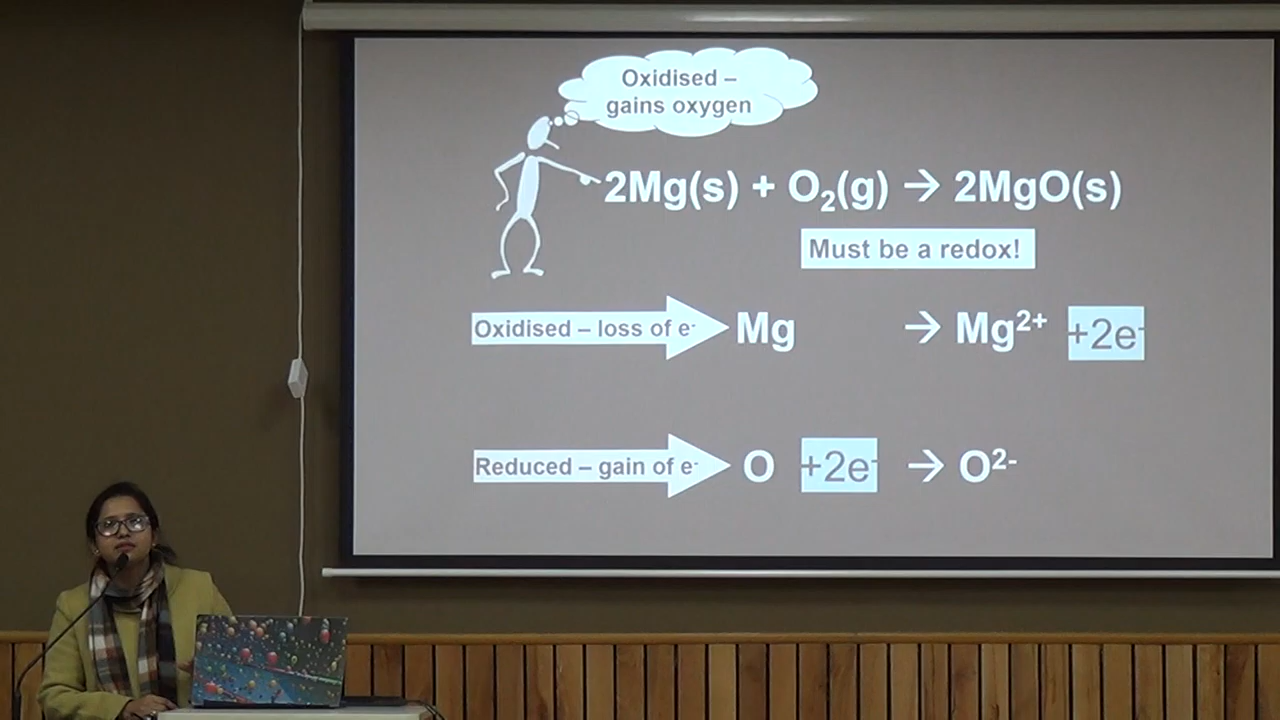 Oxidised –
gains oxygen
2Mg(s) + O₂(g) → 2MgO(s)
Must be a redox!
Oxidised – loss of e⁻ Mg → Mg²⁺ +2e⁻
Reduced – gain of e⁻ O +2e⁻ → O²⁻